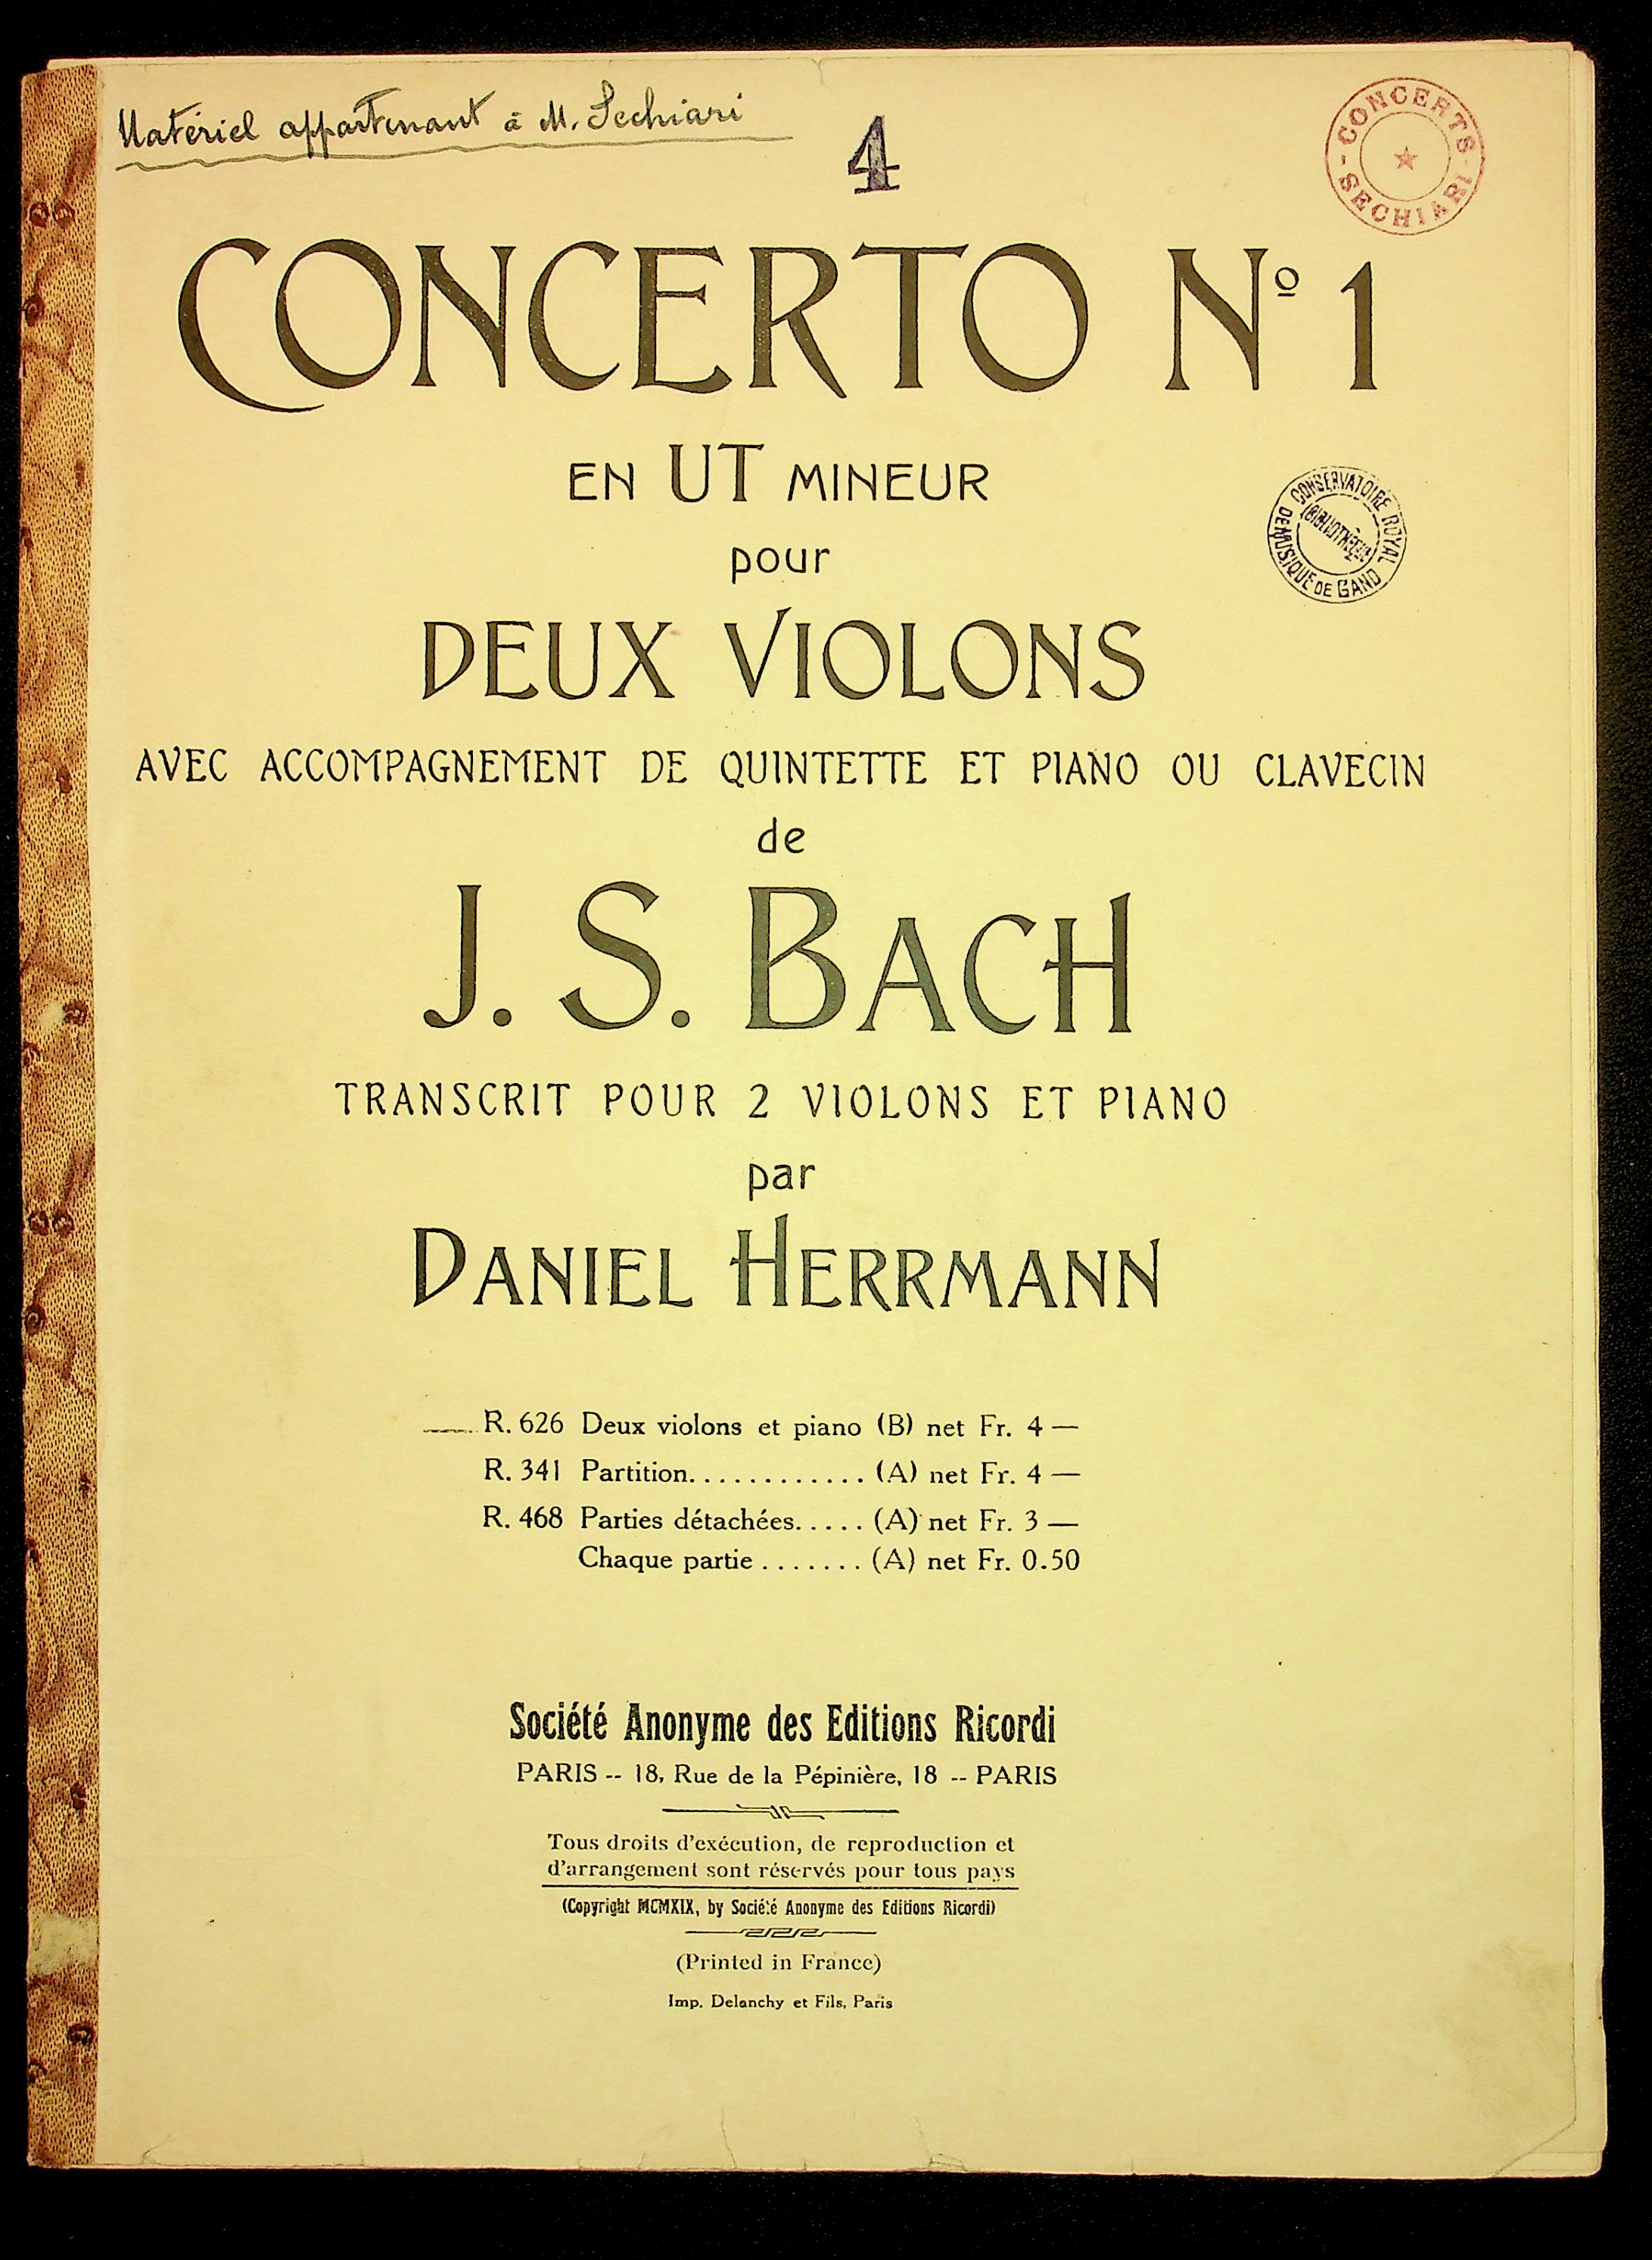 Matériel appartenant à M. Sechiari
4
- CONCERTS - SECHIARI
CONCERTO Nº 1
EN UT MINEUR
CONSERVATOIRE ROYAL DE MUSIQUE DE GAND
BIBLIOTHÈQUE
pour
DEUX VIOLONS
AVEC ACCOMPAGNEMENT DE QUINTETTE ET PIANO OU CLAVECIN
de
J. S. BACH
TRANSCRIT POUR 2 VIOLONS ET PIANO
par
DANIEL HERRMANN
R. 626 Deux violons et piano (B) net Fr. 4 —
R. 341 Partition............. (A) net Fr. 4 —
R. 468 Parties détachées..... (A) net Fr. 3 —
Chaque partie ....... (A) net Fr. 0.50
Société Anonyme des Editions Ricordi
PARIS -- 18, Rue de la Pépinière, 18 -- PARIS
Tous droits d'exécution, de reproduction et
d'arrangement sont réservés pour tous pays
(Copyright MCMXIX, by Société Anonyme des Editions Ricordi)
(Printed in France)
Imp. Delanchy et Fils, Paris